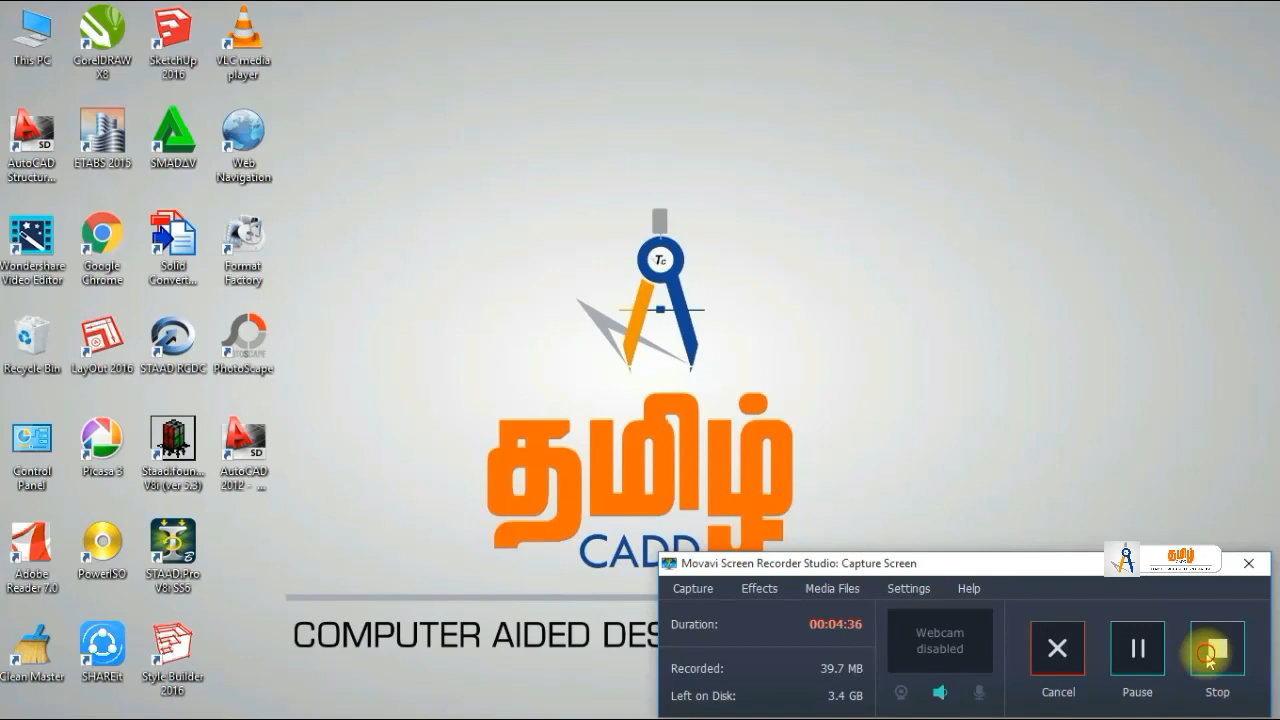 This PC
CorelDRAW X8
SketchUp 2016
VLC media player
AutoCAD Structur...
ETABS 2015
SMADΔV
Web Navigation
Wondershare Video Editor
Google Chrome
Solid Convert...
Format Factory
Recycle Bin
LayOut 2016
STAAD RCDC
PhotoScape
Control Panel
Picasa 3
Staad.foun... V8i (ver 5.3)
AutoCAD 2012 - ...
Adobe Reader 7.0
PowerISO
STAAD.Pro V8i SS6
Clean Master
SHAREit
Style Builder 2016
Tc
தமிழ்
CADD
COMPUTER AIDED DES
Movavi Screen Recorder Studio: Capture Screen
தமிழ்
Capture Effects Media Files Settings Help
Duration: 00:04:36
Recorded: 39.7 MB
Left on Disk: 3.4 GB
Webcam disabled
Cancel Pause Stop